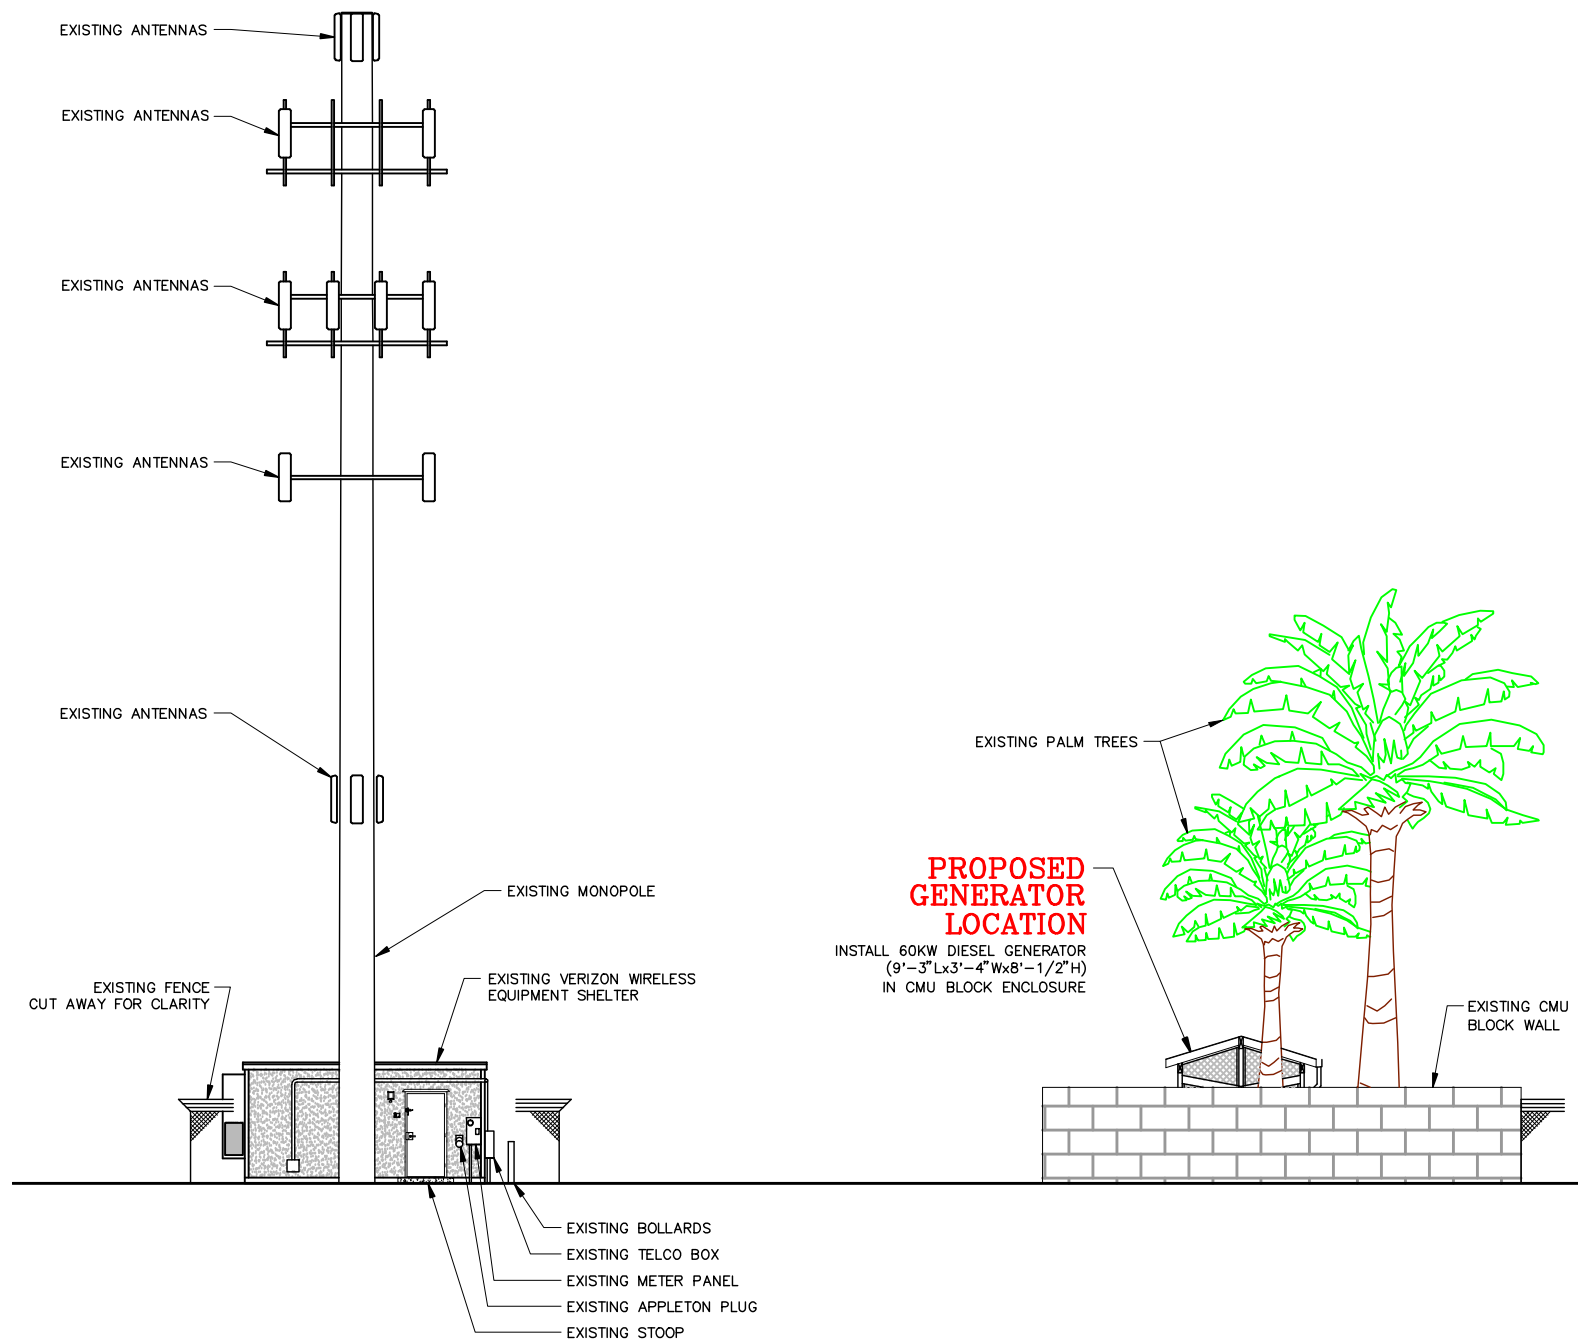 EXISTING ANTENNAS
EXISTING ANTENNAS
EXISTING ANTENNAS
EXISTING ANTENNAS
EXISTING ANTENNAS
EXISTING MONOPOLE
EXISTING VERIZON WIRELESS
EQUIPMENT SHELTER
EXISTING FENCE
CUT AWAY FOR CLARITY
EXISTING BOLLARDS
EXISTING TELCO BOX
EXISTING METER PANEL
EXISTING APPLETON PLUG
EXISTING STOOP
EXISTING PALM TREES
PROPOSED
GENERATOR
LOCATION
INSTALL 60KW DIESEL GENERATOR
(9'-3"Lx3'-4"Wx8'-1/2"H)
IN CMU BLOCK ENCLOSURE
EXISTING CMU
BLOCK WALL